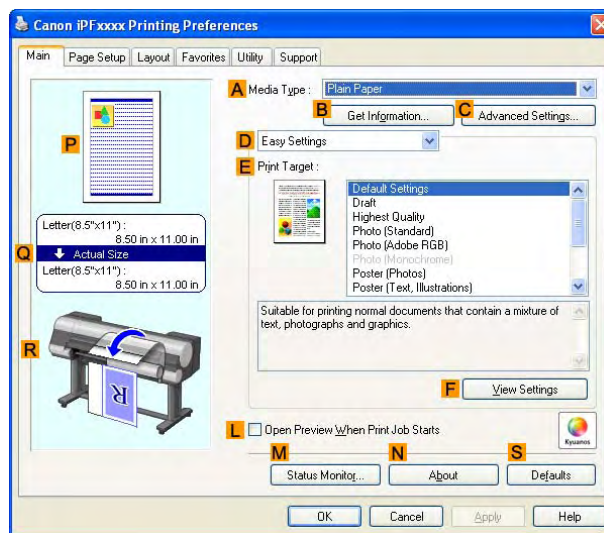 Canon iPFxxxx Printing Preferences
Main Page Setup Layout Favorites Utility Support
A Media Type : Plain Paper
B C
Get Information... Advanced Settings...
D Easy Settings
E Print Target :
P
Default Settings
Draft
Highest Quality
Photo (Standard)
Photo (Adobe RGB)
Photo (Monochrome)
Poster (Photos)
Poster (Text, Illustrations)
Letter(8.5"x11") :
8.50 in x 11.00 in
Q Actual Size
Letter(8.5"x11") :
8.50 in x 11.00 in
Suitable for printing normal documents that contain a mixture of
text, photographs and graphics.
R
R
F View Settings
L Open Preview When Print Job Starts
Kyuanos
M N S
Status Monitor... About Defaults
OK Cancel Apply Help